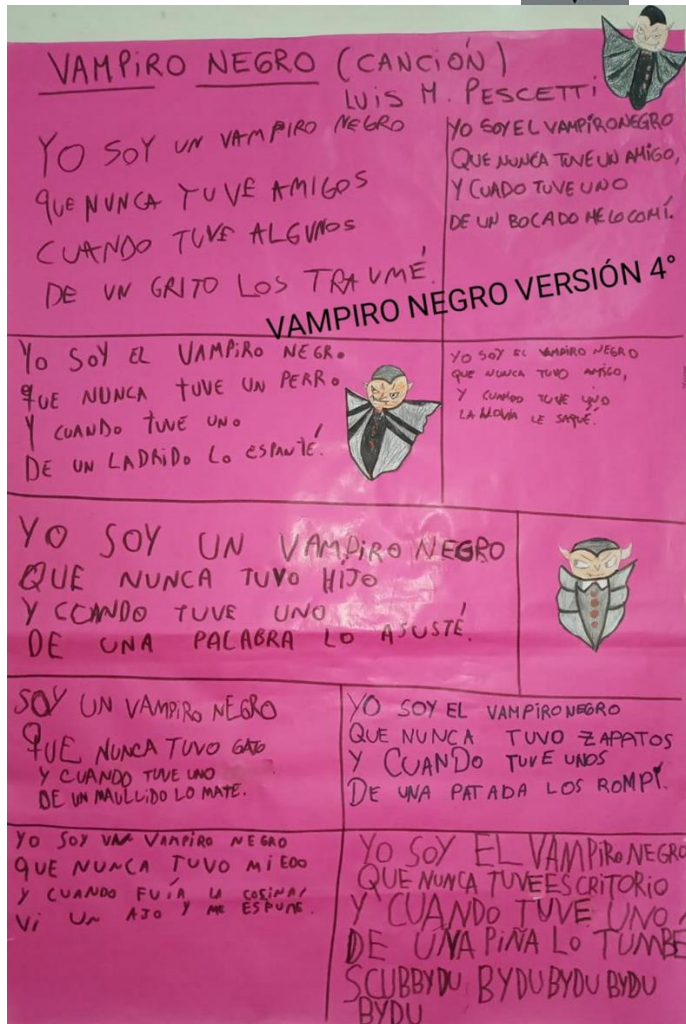 VAMPIRO NEGRO (CANCIÓN)
LUIS M. PESCETTI
YO SOY UN VAMPIRO NEGRO
QUE NUNCA TUVE AMIGOS
CUANDO TUVE ALGUNOS
DE UN GRITO LOS TRAUMÉ.
YO SOY EL VAMPIRO NEGRO
QUE NUNCA TUVE UN AMIGO,
Y CUADO TUVE UNO
DE UN BOCADO ME LO COMÍ.
VAMPIRO NEGRO VERSIÓN 4°
YO SOY EL VAMPIRO NEGRO
QUE NUNCA TUVE UN PERRO
Y CUANDO TUVE UNO
DE UN LADRIDO LO ESPANTÉ.
YO SOY EL VAMPIRO NEGRO
QUE NUNCA TUVO AMIGO,
Y CUANDO TUVE UNO
LA NOVIA LE SAQUÉ.
YO SOY UN VAMPIRO NEGRO
QUE NUNCA TUVO HIJO
Y CCANDO TUVE UNO
DE UNA PALABRA LO ASUSTÉ.
SOY UN VAMPIRO NEGRO
QUE NUNCA TUVO GATO
Y CUANDO TUVE UNO
DE UN MAULLIDO LO MATE.
YO SOY EL VAMPIRO NEGRO
QUE NUNCA TUVO ZAPATOS
Y CUANDO TUVE UNOS
DE UNA PATADA LOS ROMPÍ.
YO SOY UN VAMPIRO NEGRO
QUE NUNCA TUVO MIEDO
Y CUANDO FUÍA LA COSINA
VI UN AJO Y ME
YO SOY EL VAMPIRO NEGRO
QUE NUNCA TUVE ESCRITORIO
Y CUANDO TUVE UNO,
DE UNA PIÑA LO TUMBÉ
SCUBBYDU, BYDUBYDU BYDU
BYDU